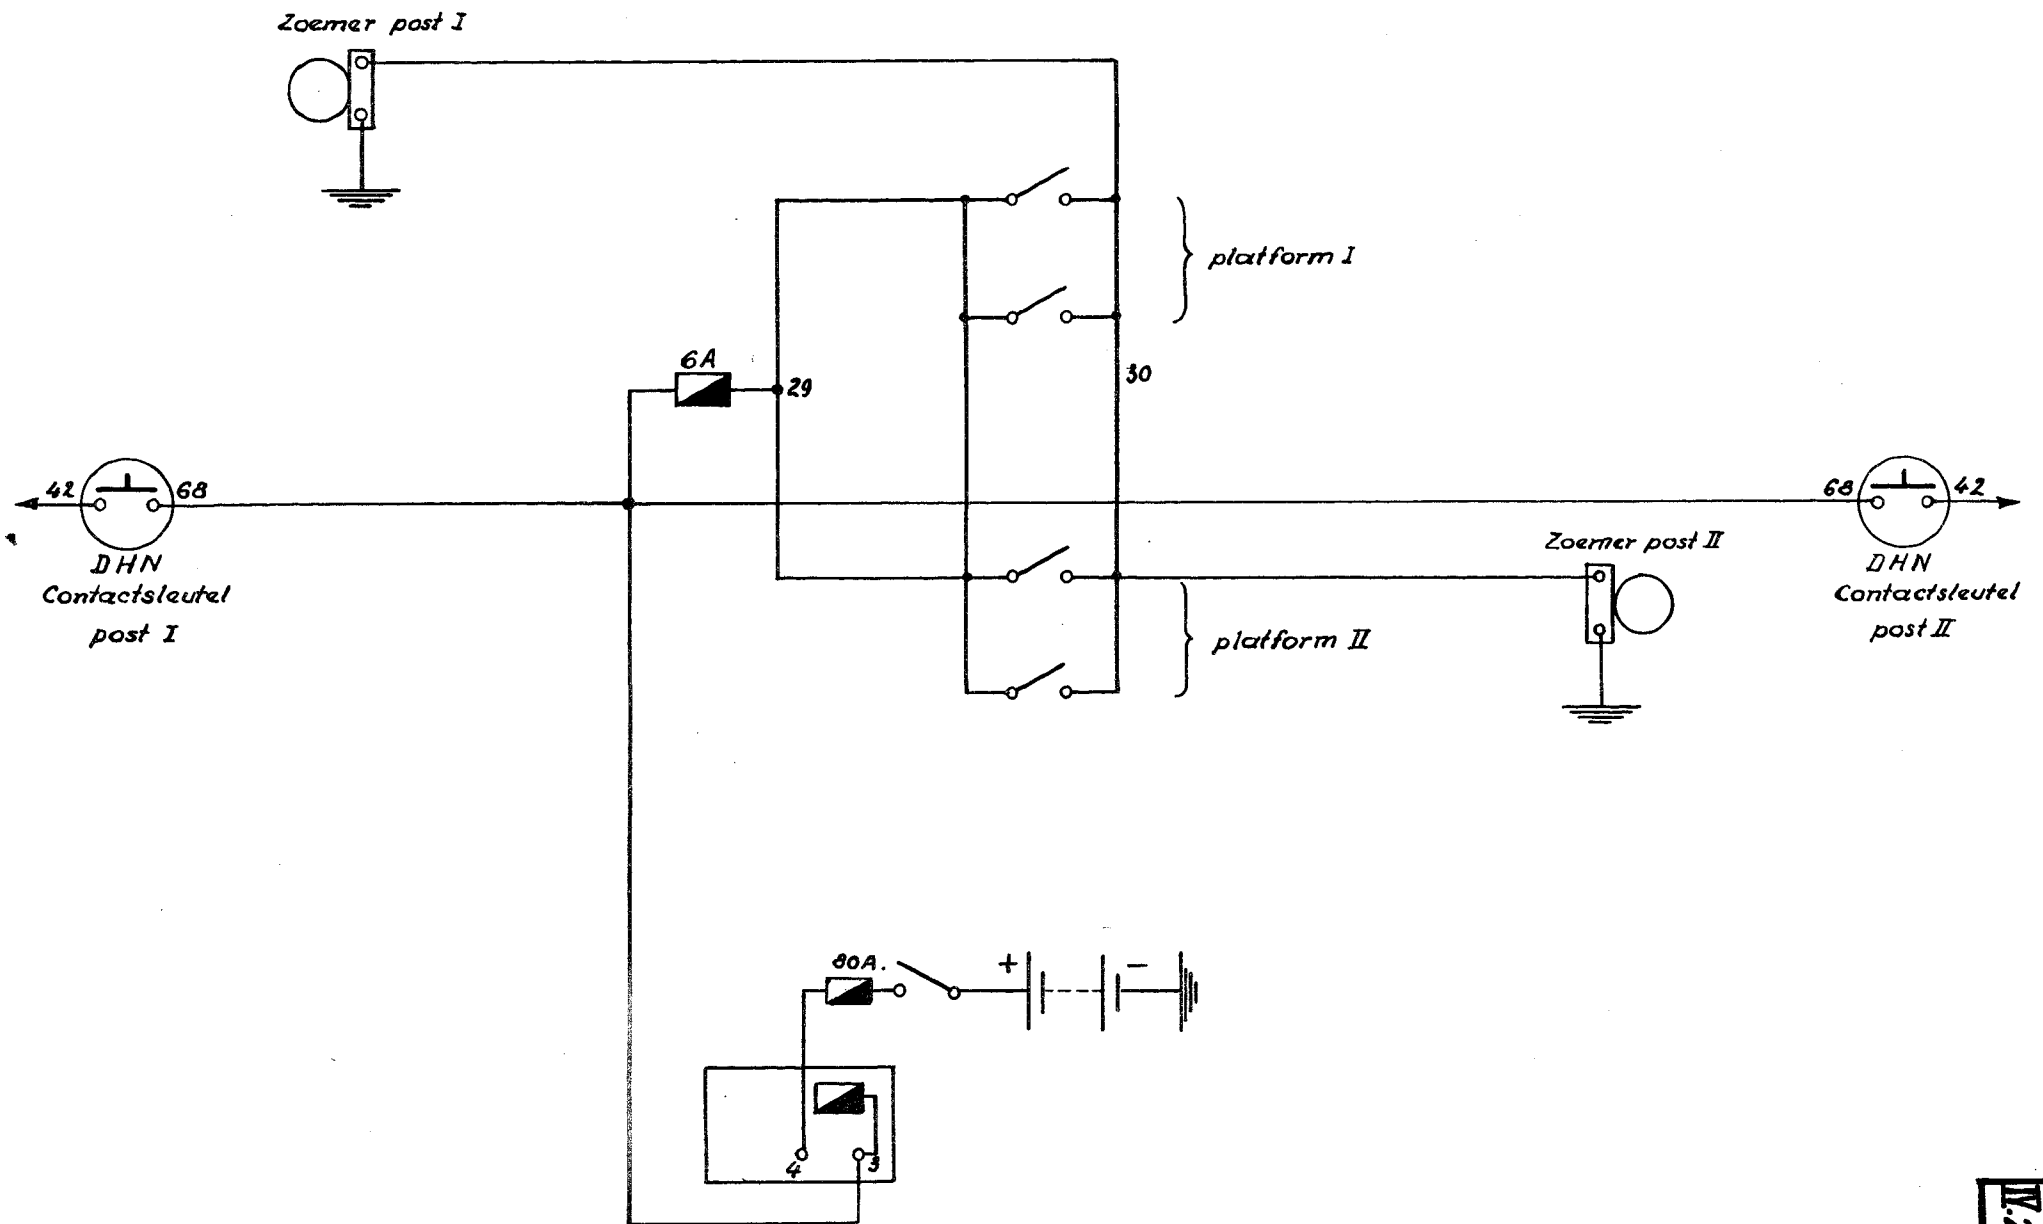 Zoemer post I
platform I
6A
29
30
42
68
68
42
DHN
Contactsleutel
post I
Zoemer post II
DHN
Contactsleutel
post II
platform II
80A.
+
−
4
3